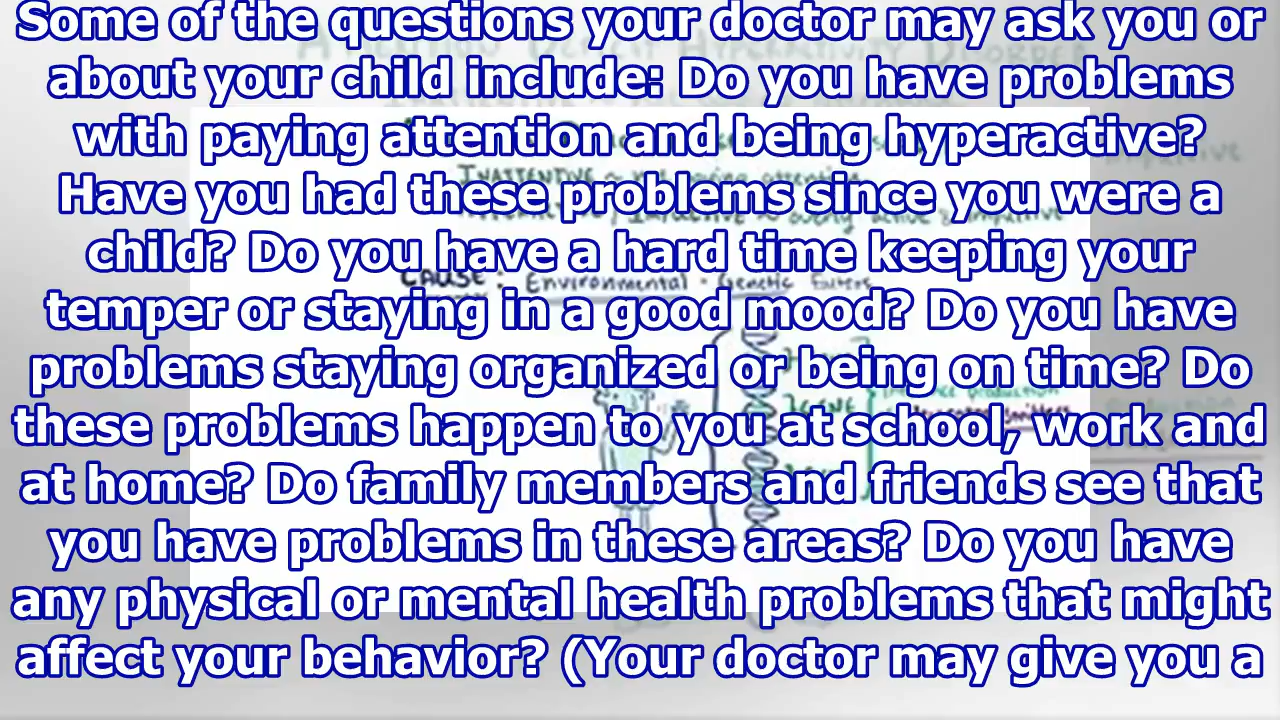 Some of the questions your doctor may ask you or
about your child include: Do you have problems
with paying attention and being hyperactive?
Have you had these problems since you were a
child? Do you have a hard time keeping your
temper or staying in a good mood? Do you have
problems staying organized or being on time? Do
these problems happen to you at school, work and
at home? Do family members and friends see that
you have problems in these areas? Do you have
any physical or mental health problems that might
affect your behavior? (Your doctor may give you a
INATTENTIVE
CAUSE: Environmental - Genetic